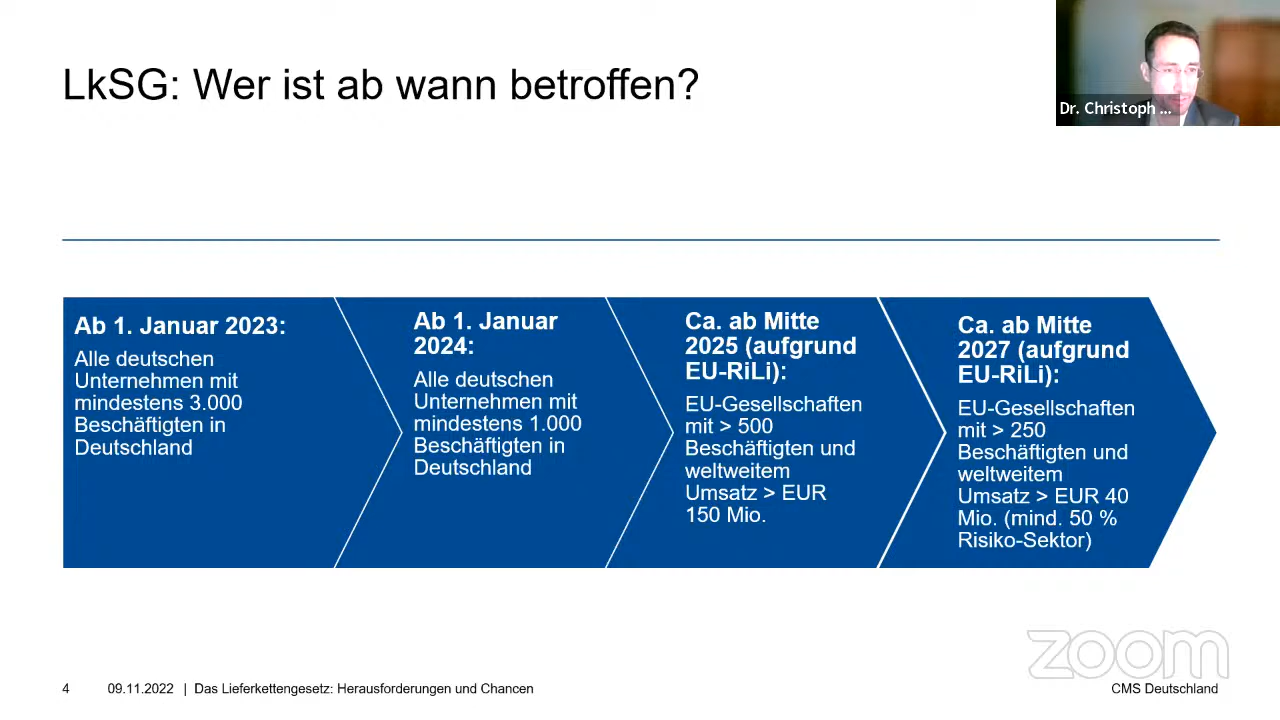 LkSG: Wer ist ab wann betroffen?
Dr. Christoph ...
Ab 1. Januar 2023:
Alle deutschen
Unternehmen mit
mindestens 3.000
Beschäftigten in
Deutschland
Ab 1. Januar
2024:
Alle deutschen
Unternehmen mit
mindestens 1.000
Beschäftigten in
Deutschland
Ca. ab Mitte
2025 (aufgrund
EU-RiLi):
EU-Gesellschaften
mit > 500
Beschäftigten und
weltweitem
Umsatz > EUR
150 Mio.
Ca. ab Mitte
2027 (aufgrund
EU-RiLi):
EU-Gesellschaften
mit > 250
Beschäftigten und
weltweitem
Umsatz > EUR 40
Mio. (mind. 50 %
Risiko-Sektor)
zoom
4 09.11.2022 | Das Lieferkettengesetz: Herausforderungen und Chancen
CMS Deutschland